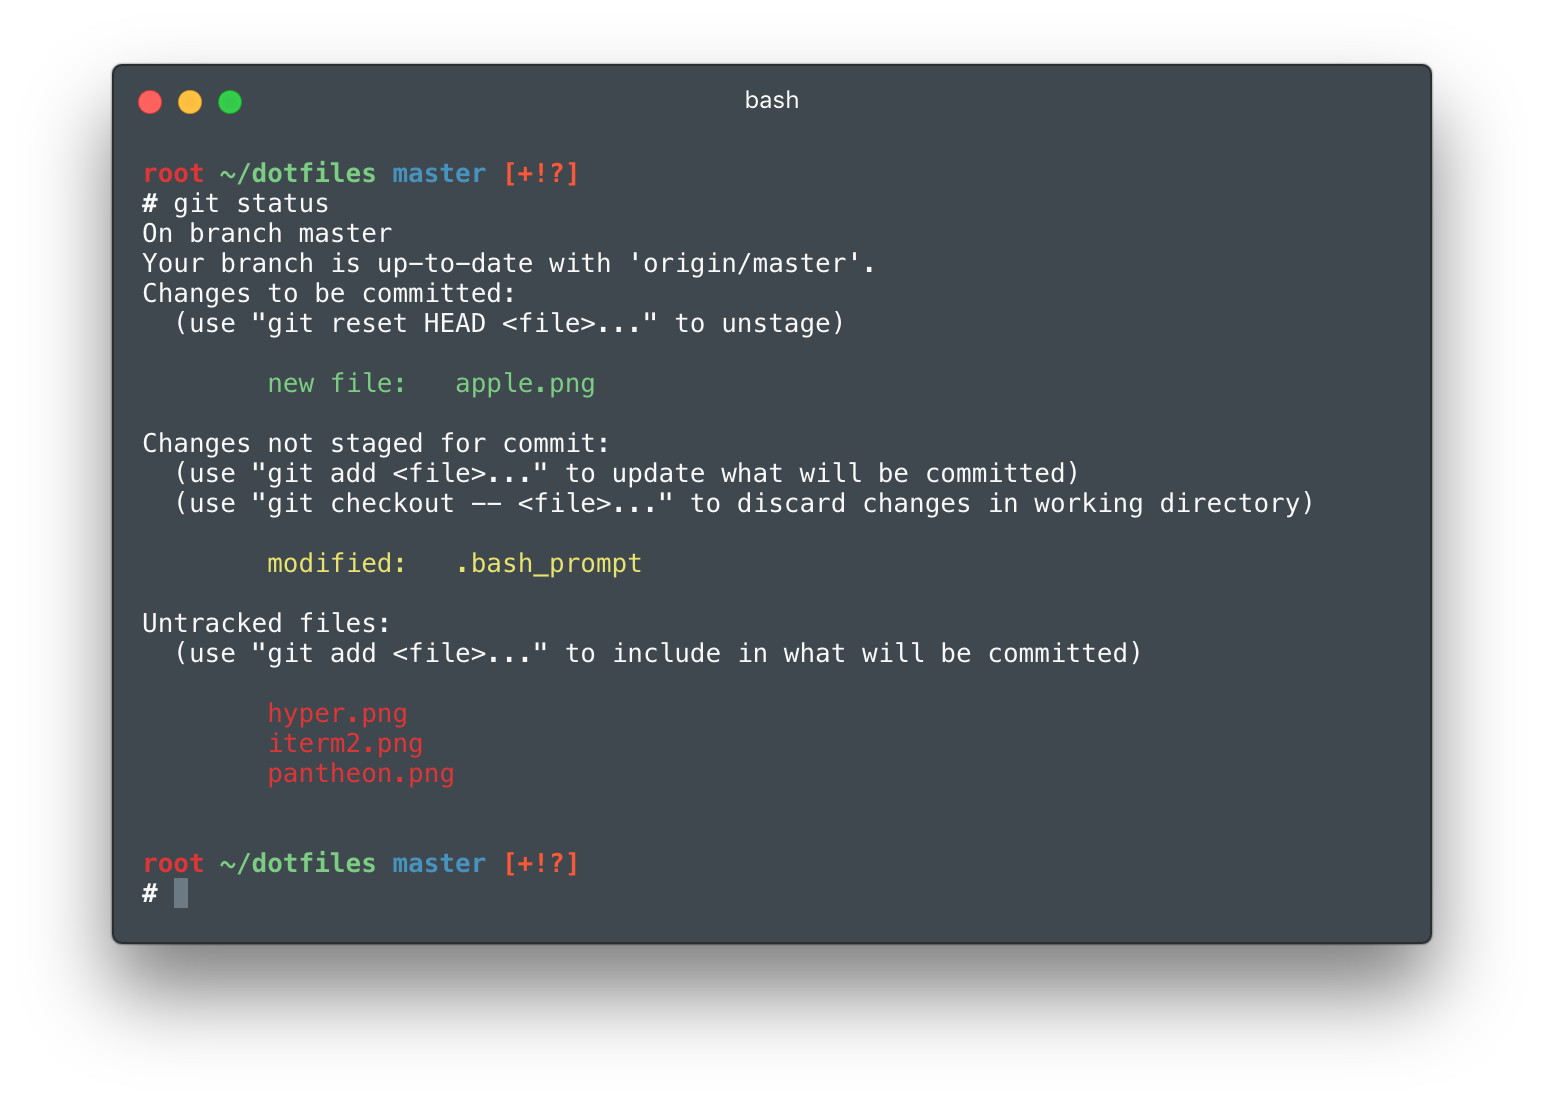 bash
root ~/dotfiles master [+!?]
# git status
On branch master
Your branch is up-to-date with 'origin/master'.
Changes to be committed:
  (use "git reset HEAD <file>..." to unstage)
        new file:   apple.png
Changes not staged for commit:
  (use "git add <file>..." to update what will be committed)
  (use "git checkout -- <file>..." to discard changes in working directory)
        modified:   .bash_prompt
Untracked files:
  (use "git add <file>..." to include in what will be committed)
        hyper.png
        iterm2.png
        pantheon.png
root ~/dotfiles master [+!?]
#